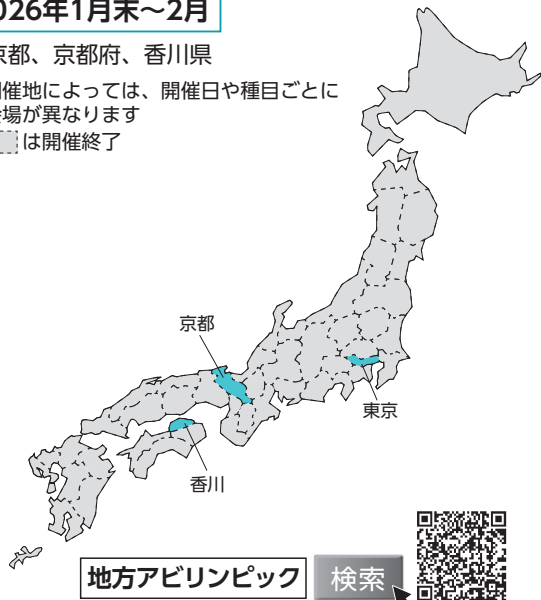 026年1月末～2月
京都、京都府、香川県
開催地によっては、開催日や種目ごとに
会場が異なります
は開催終了
京都
東京
香川
地方アビリンピック
検索